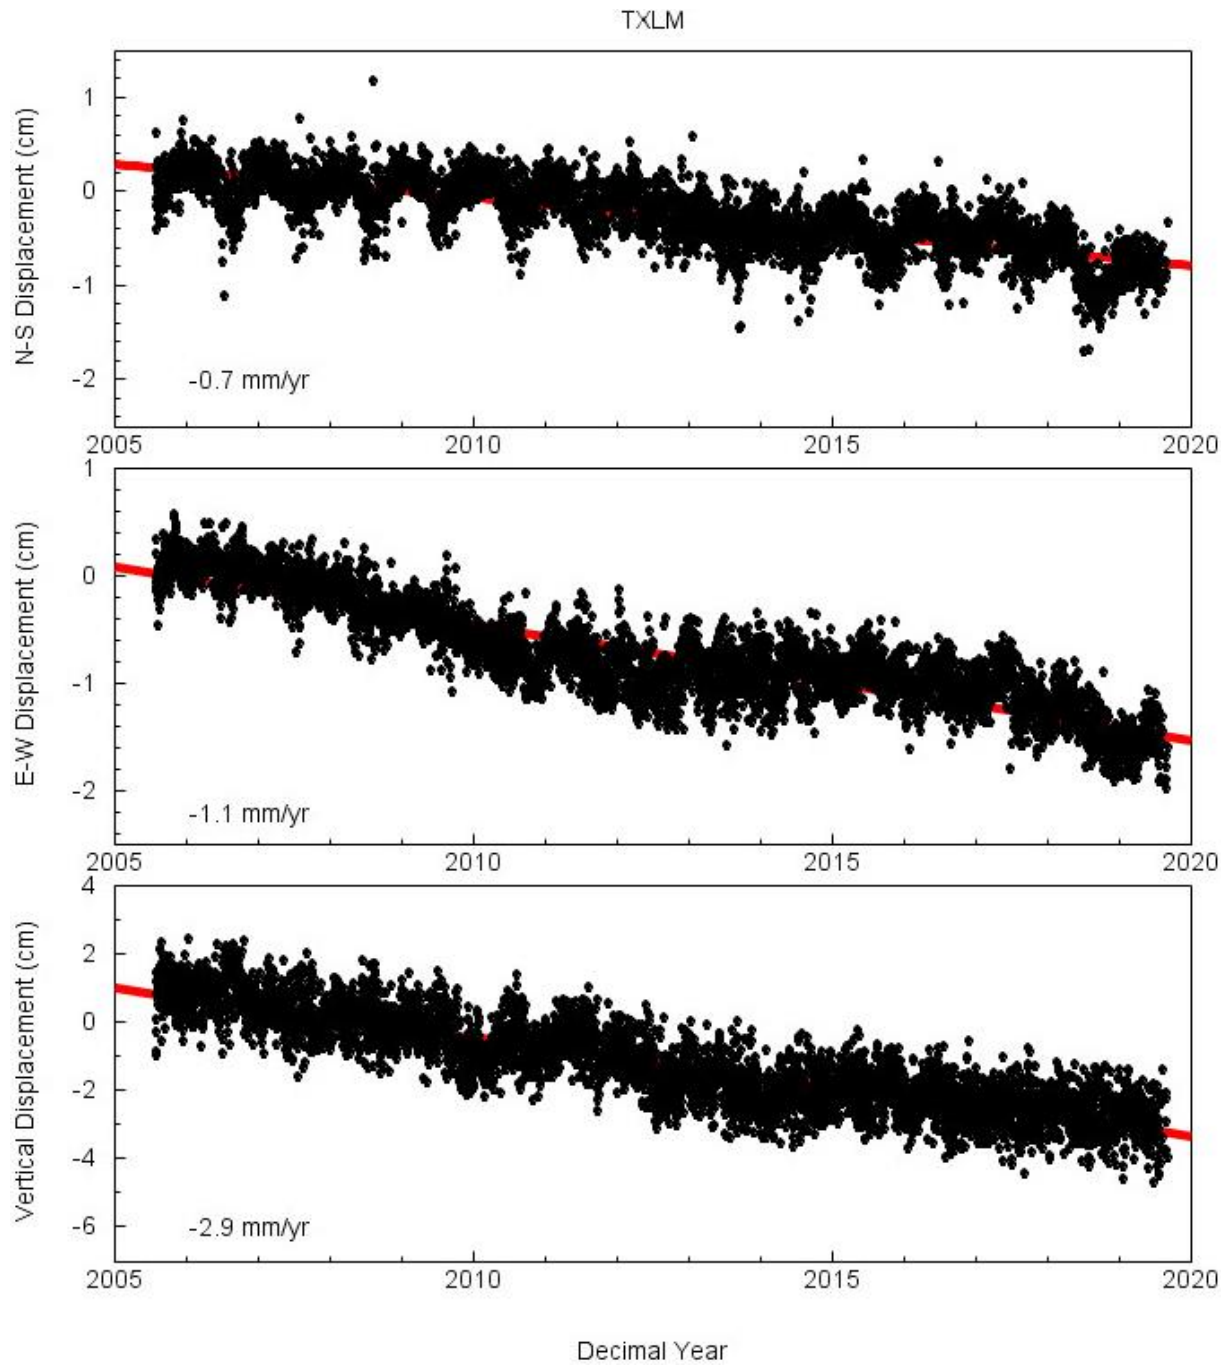 TXLM
N-S Displacement (cm)
1
0
-1
-2
-0.7 mm/yr
2005 2010 2015 2020
E-W Displacement (cm)
1
0
-1
-2
-1.1 mm/yr
2005 2010 2015 2020
Vertical Displacement (cm)
4
2
0
-2
-4
-6
-2.9 mm/yr
2005 2010 2015 2020
Decimal Year